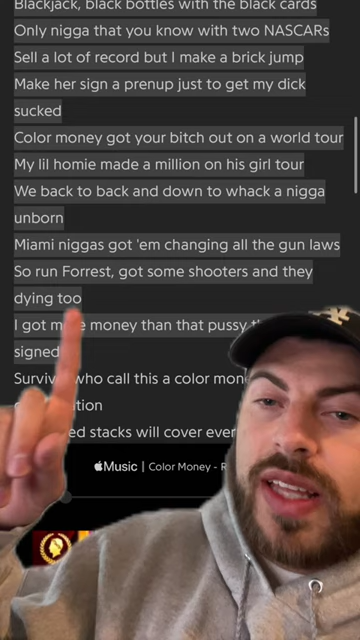 Blackjack, black bottles with the black cards
Only nigga that you know with two NASCARs
Sell a lot of record but I make a brick jump
Make her sign a prenup just to get my dick
sucked
Color money got your bitch out on a world tour
My lil homie made a million on his girl tour
We back to back and down to whack a nigga
unborn
Miami niggas got 'em changing all the gun laws
So run Forrest, got some shooters and they
dying too
I got more money than that pussy
signed
who call this a color
stacks will cover
Music | Color Money - R